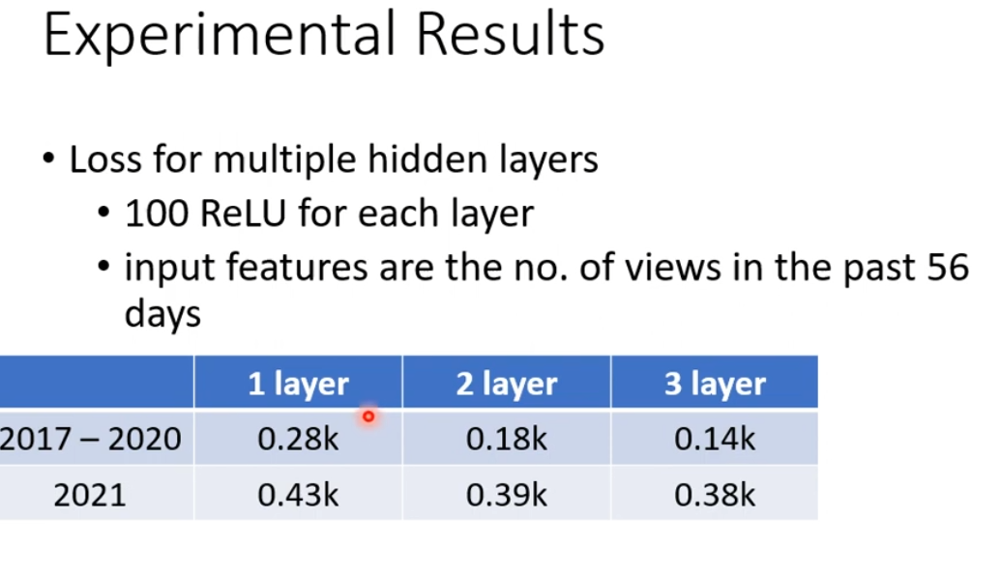 Experimental Results
• Loss for multiple hidden layers
• 100 ReLU for each layer
• input features are the no. of views in the past 56
days
1 layer 2 layer 3 layer
2017 – 2020 0.28k 0.18k 0.14k
2021 0.43k 0.39k 0.38k